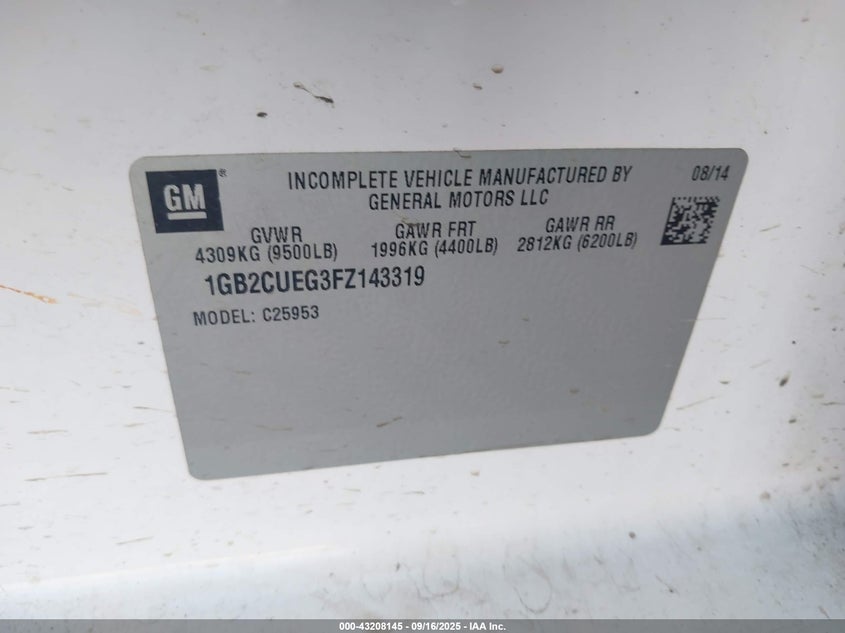 GM®
INCOMPLETE VEHICLE MANUFACTURED BY
GENERAL MOTORS LLC
08/14
GVWR
4309KG (9500LB)
GAWR FRT
1996KG (4400LB)
GAWR RR
2812KG (6200LB)
1GB2CUEG3FZ143319
MODEL: C25953
000-43208145 - 09/16/2025 - IAA Inc.